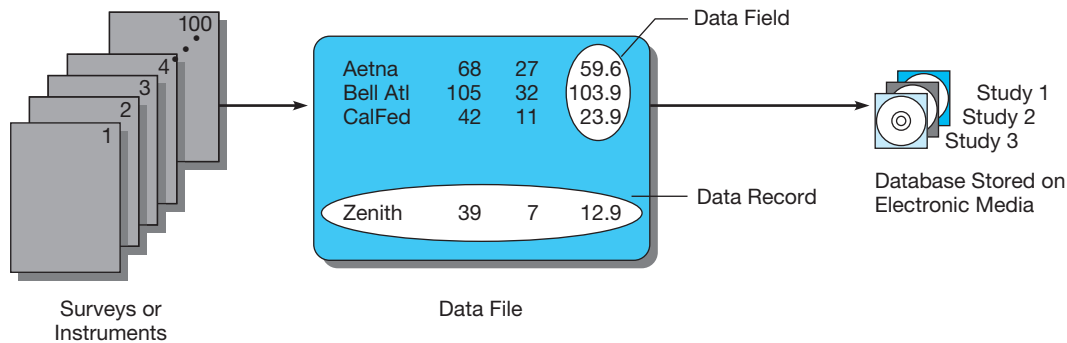 100
4
3
2
1
Surveys or
Instruments
Data Field
Aetna 68 27 59.6
Bell Atl 105 32 103.9
CalFed 42 11 23.9
Data Record
Zenith 39 7 12.9
Data File
Study 1
Study 2
Study 3
Database Stored on
Electronic Media